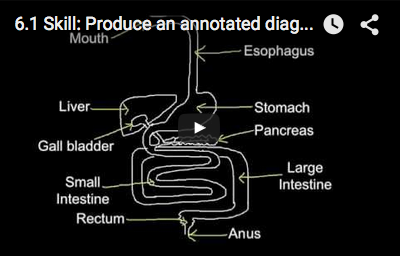 6.1 Skill: Produce an annotated diag...
Mouth
Esophagus
Liver
Stomach
Gall bladder
Pancreas
Small
Intestine
Large
Intestine
Rectum
Anus